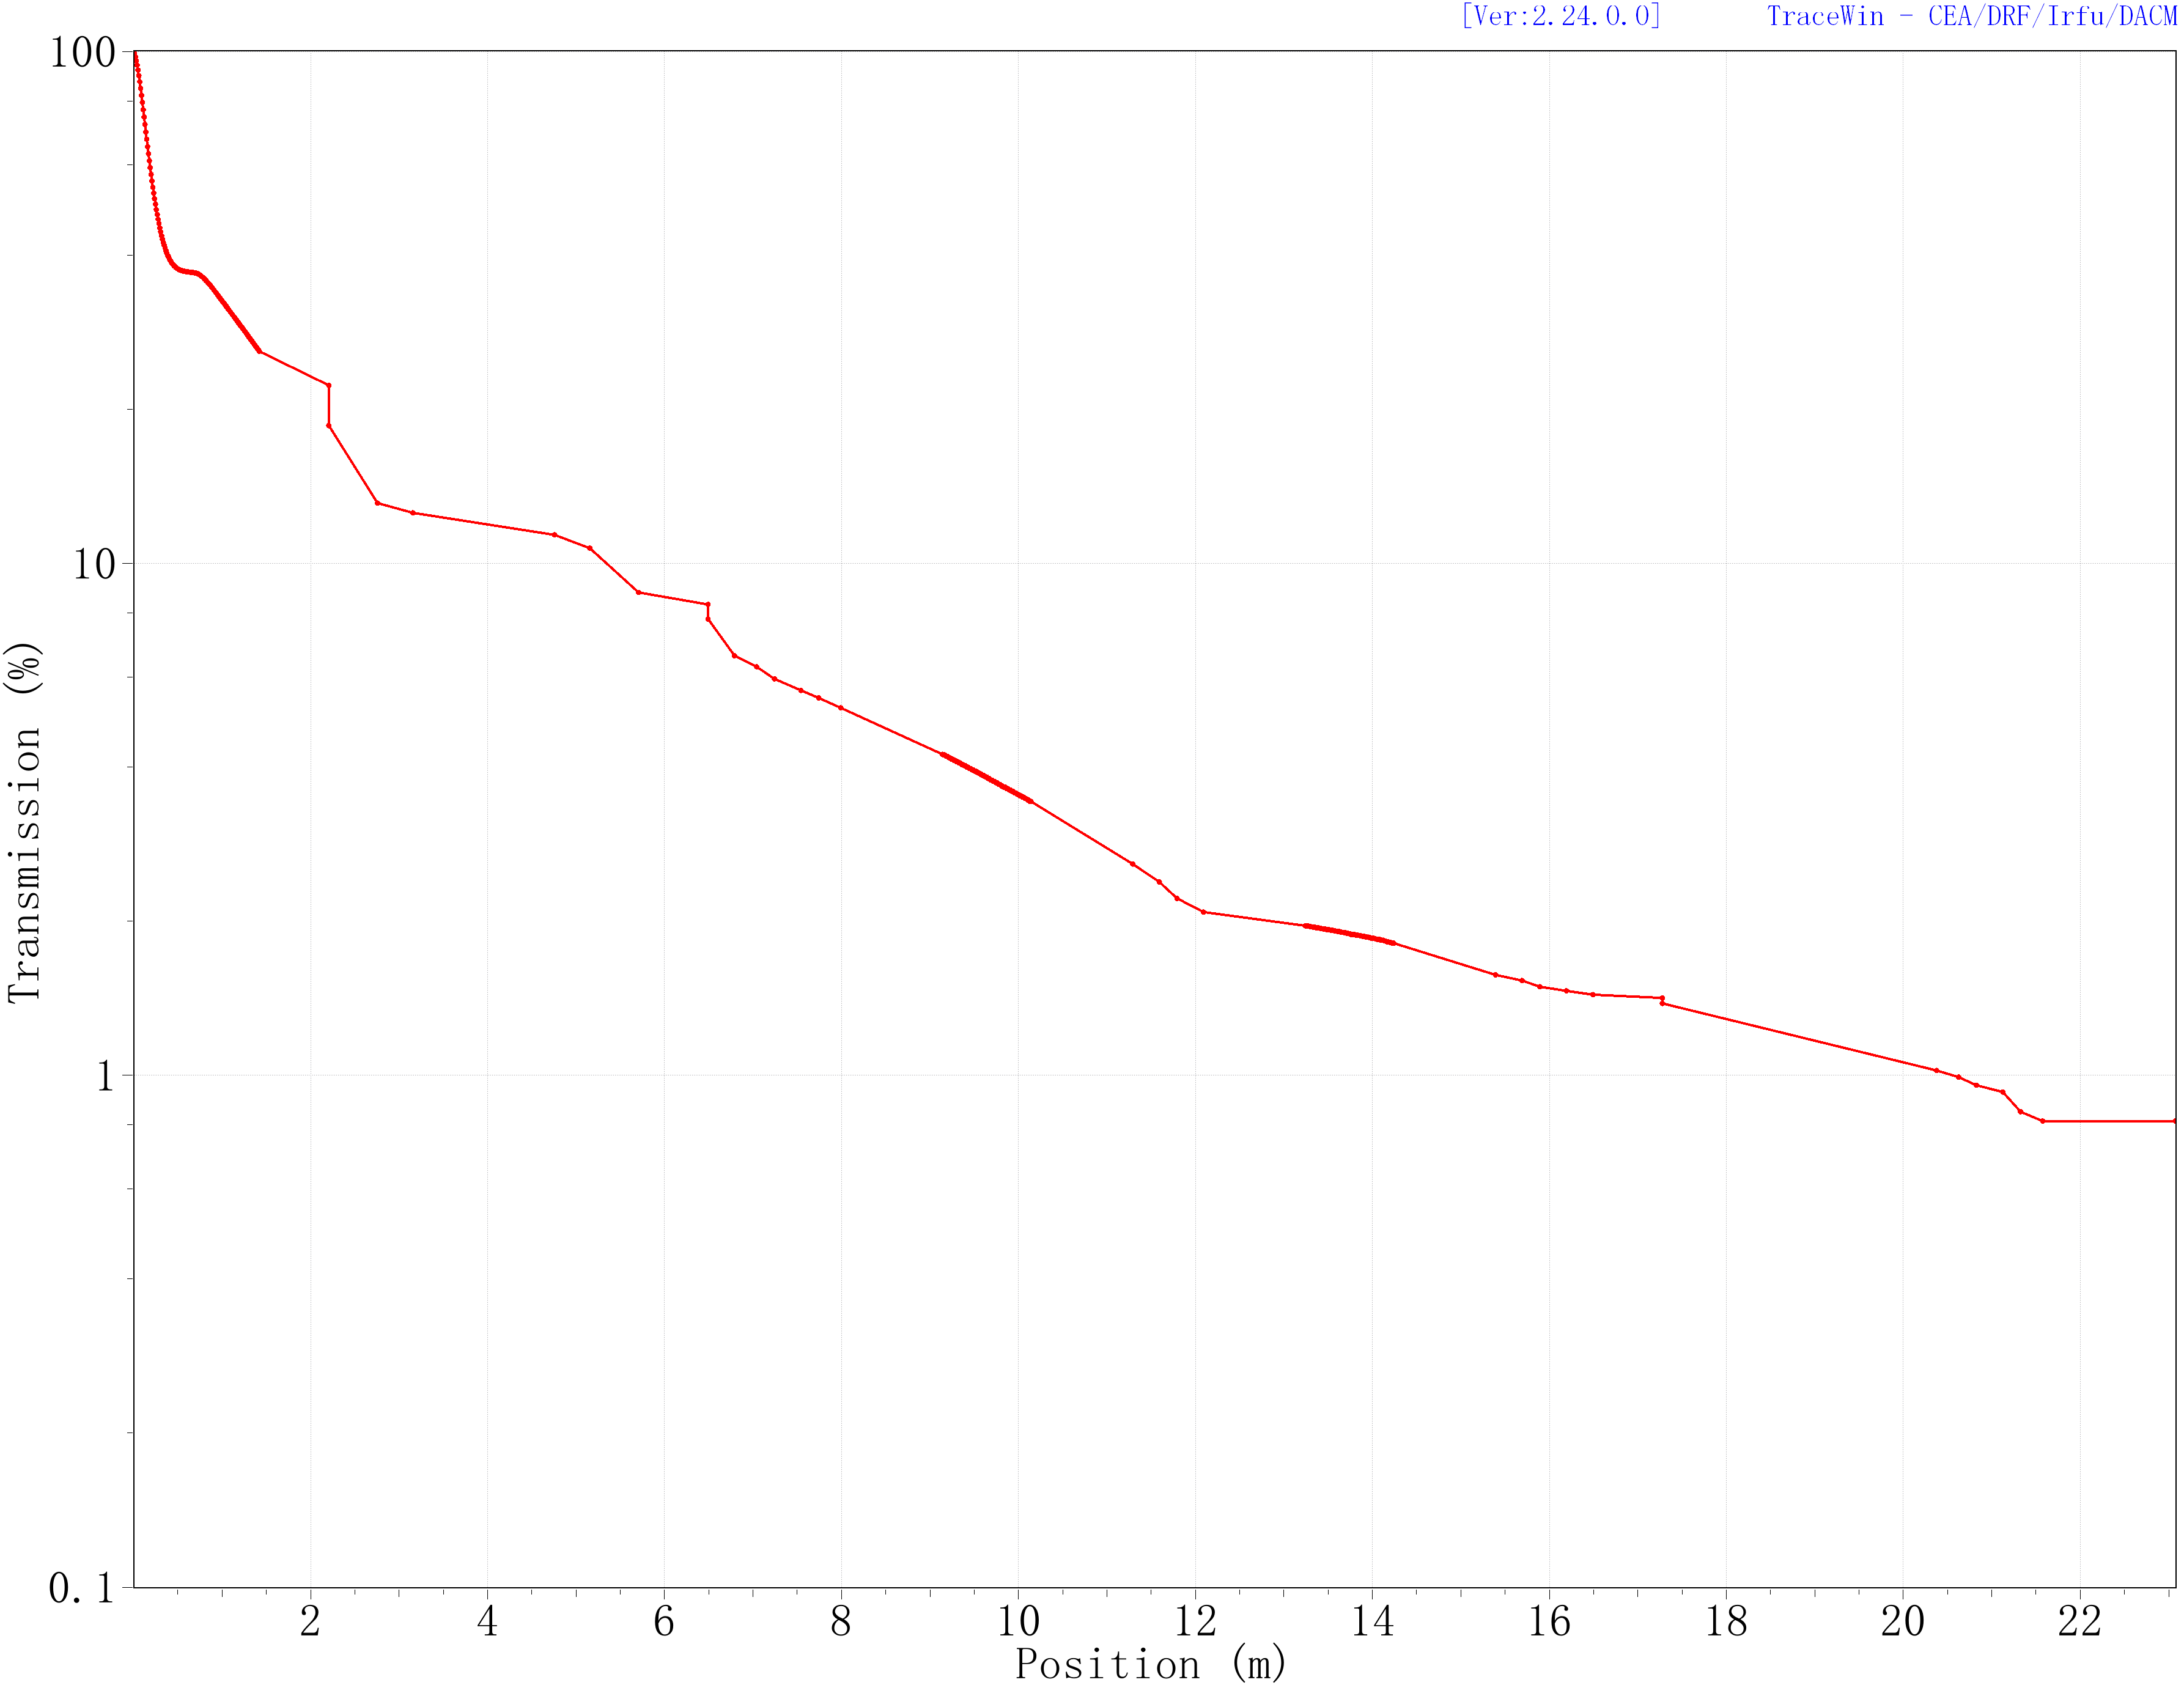 [Ver:2.24.0.0] TraceWin - CEA/DRF/Irfu/DACM
100
10
1
0.1
Transmission (%)
2 4 6 8 10 12 14 16 18 20 22
Position (m)